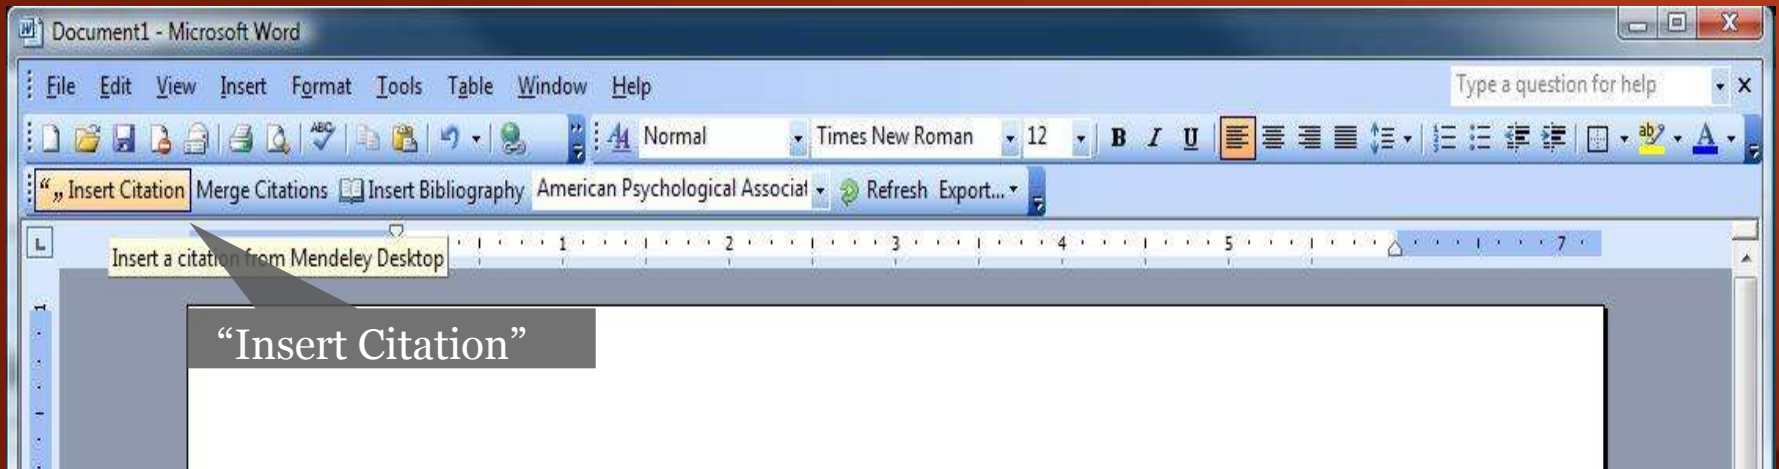 Document1 - Microsoft Word
File Edit View Insert Format Tools Table Window Help Type a question for help
Normal Times New Roman 12 B I U
“„ Insert Citation Merge Citations Insert Bibliography American Psychological Associat Refresh Export...
L 1 2 3 4 5 7
Insert a citation from Mendeley Desktop
“Insert Citation”